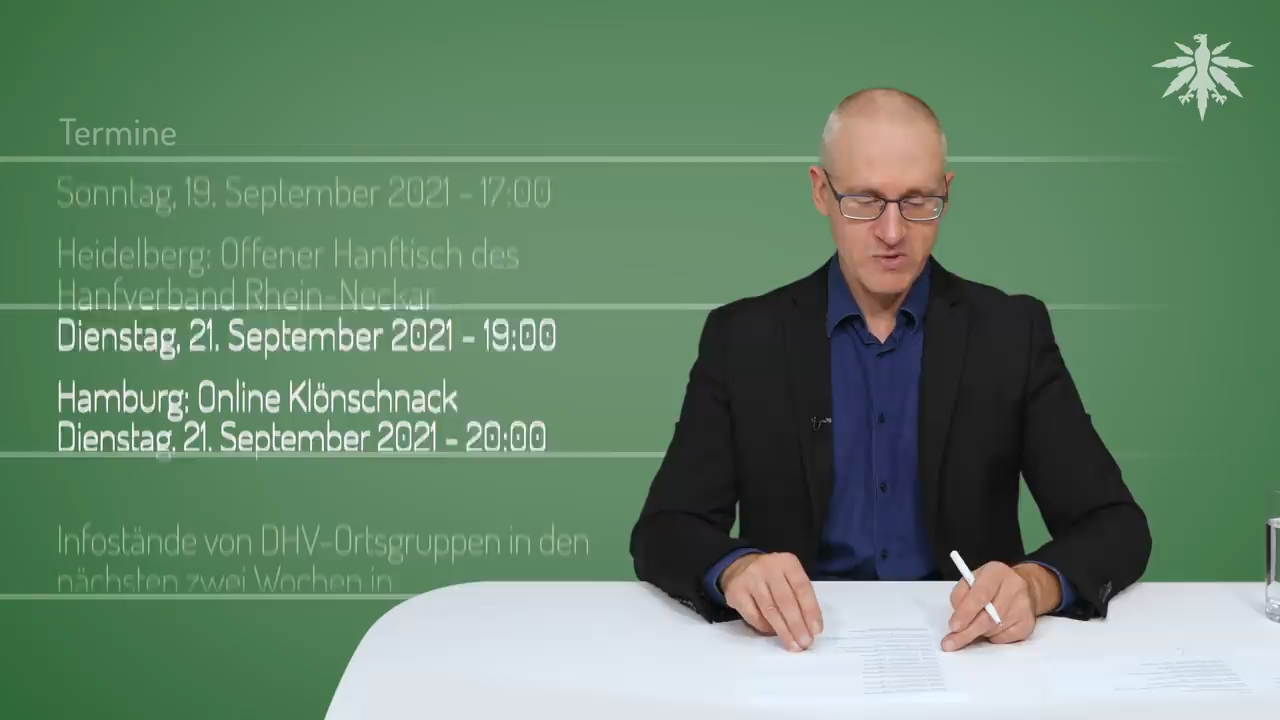 Termine
Sonntag, 19. September 2021 - 17:00
Heidelberg: Offener Hanftisch des
Hanfverband Rhein-Neckar
Dienstag, 21. September 2021 - 19:00
Hamburg: Online Klönschnack
Dienstag, 21. September 2021 - 20:00
Infostände von DHV-Ortsgruppen in den
nächsten zwei Wochen in